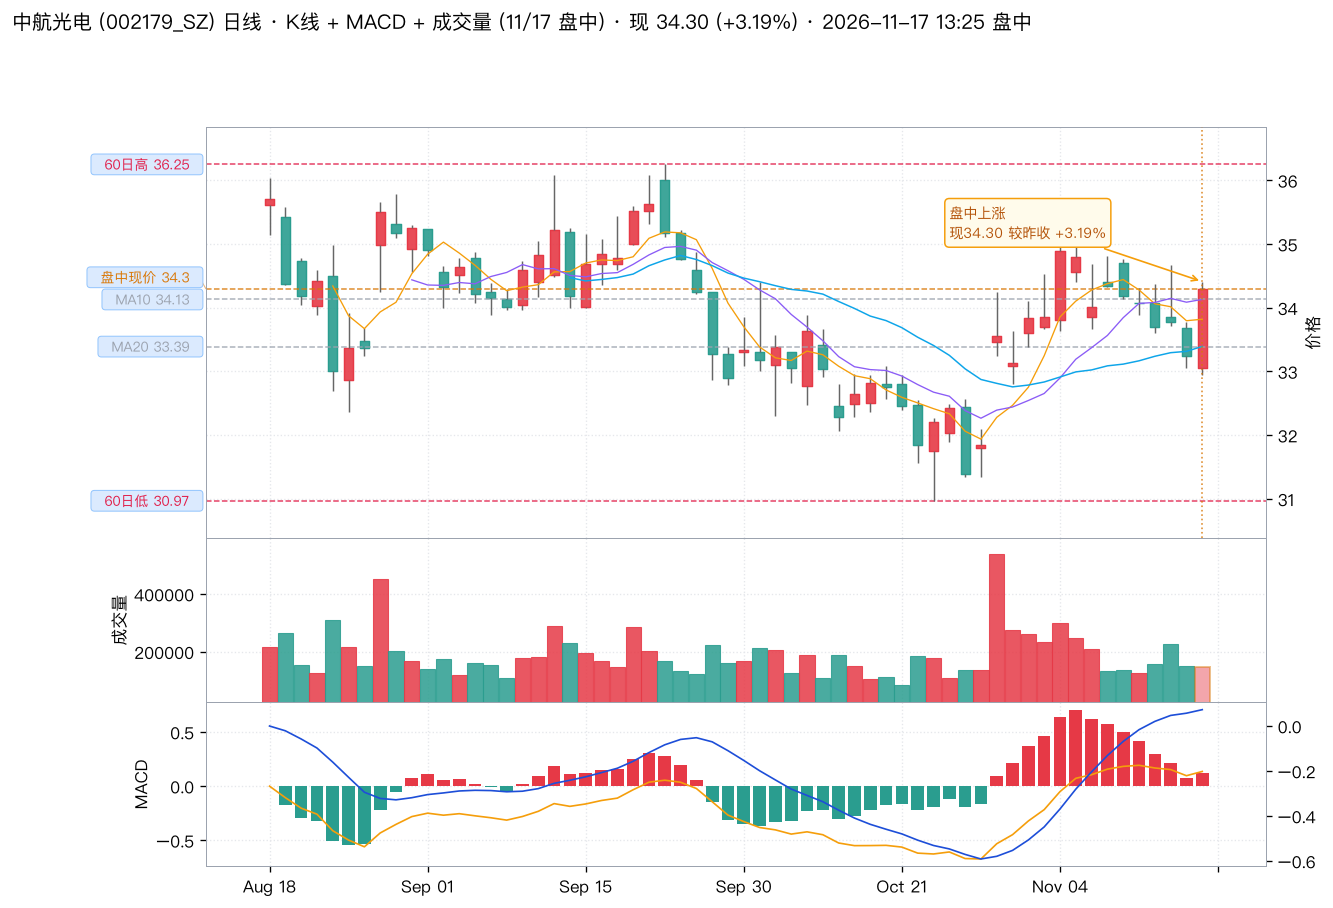 中航光电 (002179_SZ) 日线 · K线 + MACD + 成交量 (11/17 盘中) · 现 34.30 (+3.19%) · 2026−11−17 13:25 盘中
60日高 36.25
盘中现价 34.3
MA10 34.13
MA20 33.39
60日低 30.97
盘中上涨
现34.30 较昨收 +3.19%
36
35
34
33
32
31
价格
成交量
400000
200000
MACD
0.5
0.0
−0.5
0.0
−0.2
−0.4
−0.6
Aug 18
Sep 01
Sep 15
Sep 30
Oct 21
Nov 04